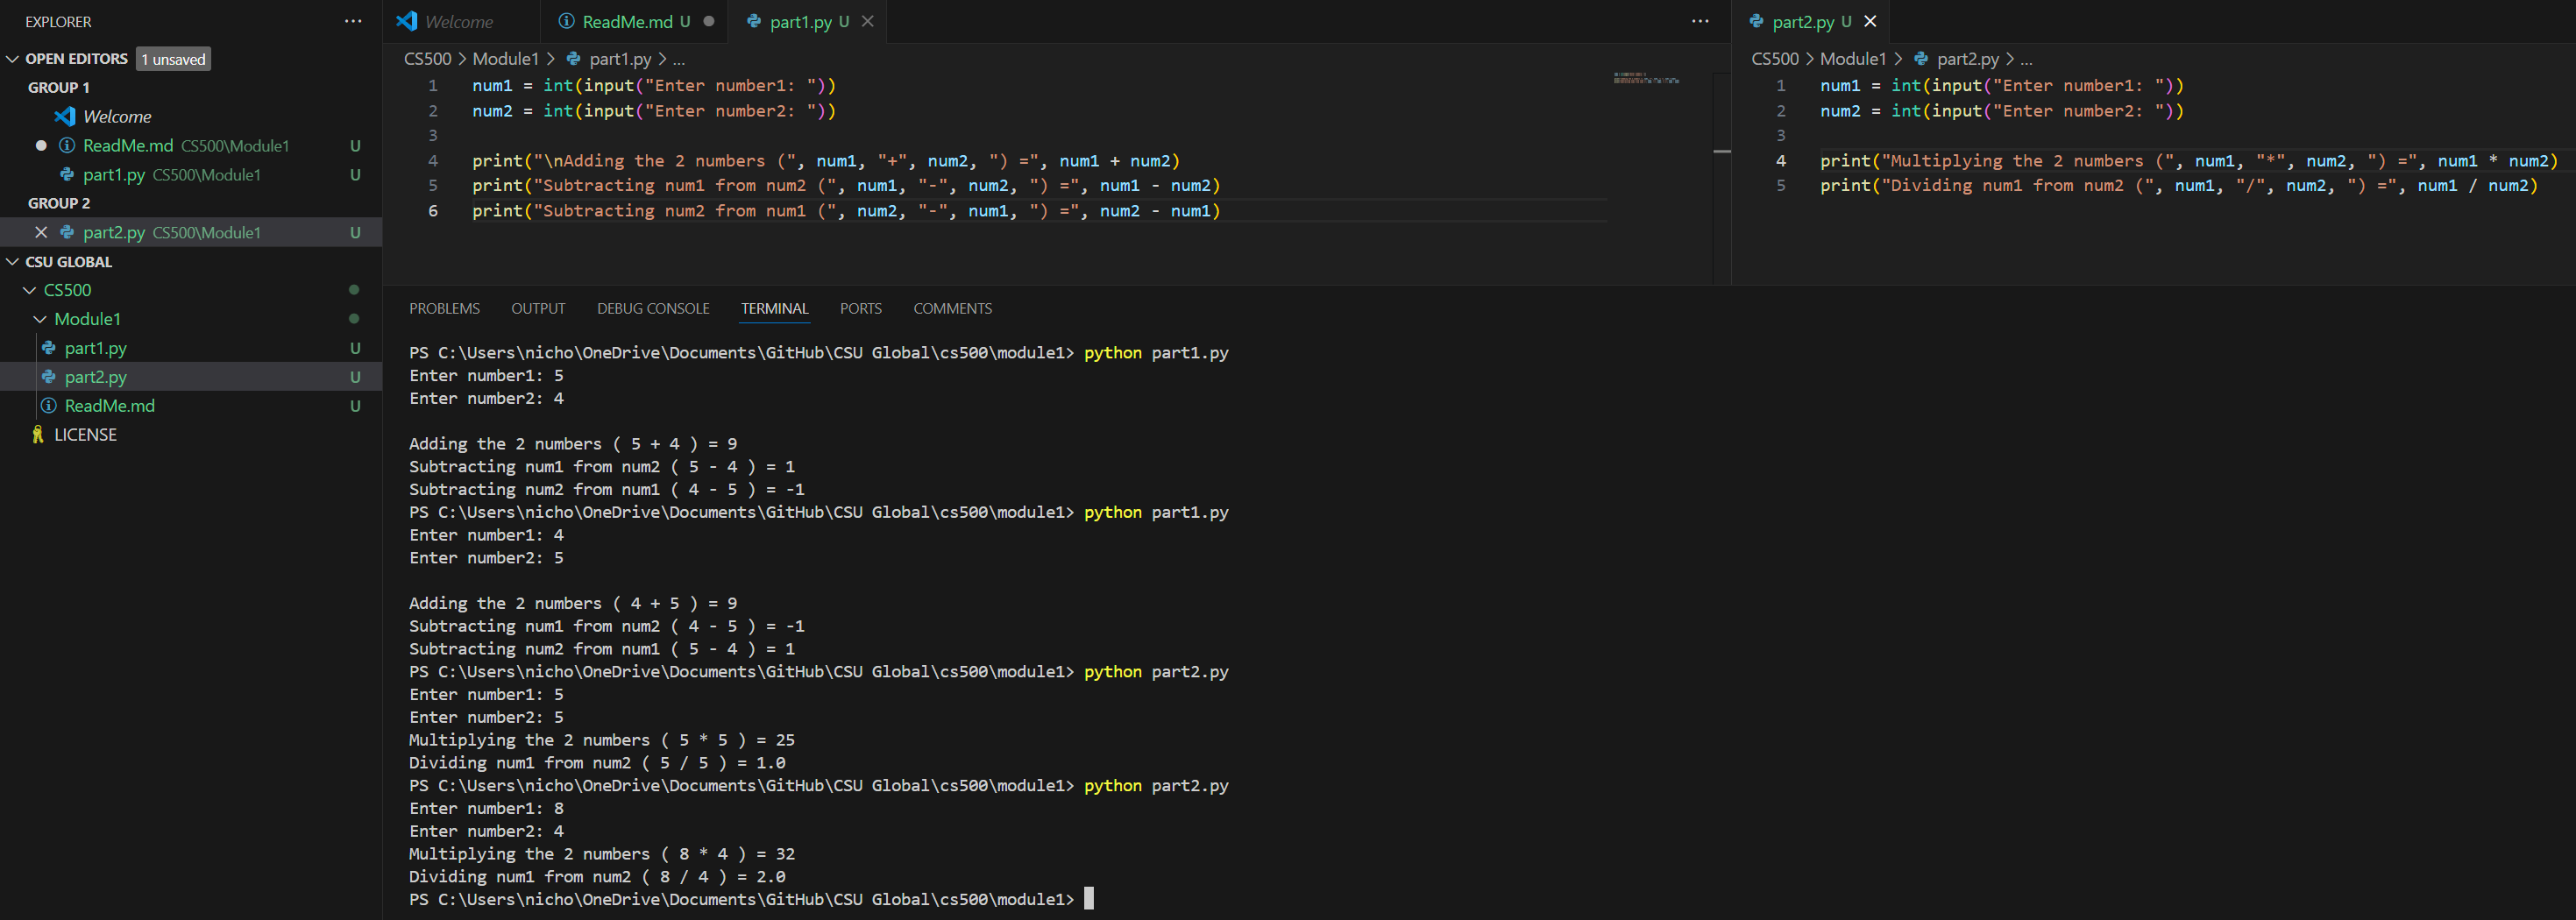 EXPLORER
OPEN EDITORS 1 unsaved
GROUP 1
Welcome
ReadMe.md CS500\Module1 U
part1.py CS500\Module1 U
GROUP 2
part2.py CS500\Module1 U
CSU GLOBAL
CS500
Module1
part1.py U
part2.py U
ReadMe.md U
LICENSE
Welcome ReadMe.md U part1.py U
CS500 > Module1 > part1.py > ...
1 num1 = int(input("Enter number1: "))
2 num2 = int(input("Enter number2: "))
3
4 print("\nAdding the 2 numbers (", num1, "+", num2, ") =", num1 + num2)
5 print("Subtracting num1 from num2 (", num1, "-", num2, ") =", num1 - num2)
6 print("Subtracting num2 from num1 (", num2, "-", num1, ") =", num2 - num1)
part2.py U
CS500 > Module1 > part2.py > ...
1 num1 = int(input("Enter number1: "))
2 num2 = int(input("Enter number2: "))
3
4 print("Multiplying the 2 numbers (", num1, "*", num2, ") =", num1 * num2)
5 print("Dividing num1 from num2 (", num1, "/", num2, ") =", num1 / num2)
PROBLEMS OUTPUT DEBUG CONSOLE TERMINAL PORTS COMMENTS
PS C:\Users\nicho\OneDrive\Documents\GitHub\CSU Global\cs500\module1> python part1.py
Enter number1: 5
Enter number2: 4
Adding the 2 numbers ( 5 + 4 ) = 9
Subtracting num1 from num2 ( 5 - 4 ) = 1
Subtracting num2 from num1 ( 4 - 5 ) = -1
PS C:\Users\nicho\OneDrive\Documents\GitHub\CSU Global\cs500\module1> python part1.py
Enter number1: 4
Enter number2: 5
Adding the 2 numbers ( 4 + 5 ) = 9
Subtracting num1 from num2 ( 4 - 5 ) = -1
Subtracting num2 from num1 ( 5 - 4 ) = 1
PS C:\Users\nicho\OneDrive\Documents\GitHub\CSU Global\cs500\module1> python part2.py
Enter number1: 5
Enter number2: 5
Multiplying the 2 numbers ( 5 * 5 ) = 25
Dividing num1 from num2 ( 5 / 5 ) = 1.0
PS C:\Users\nicho\OneDrive\Documents\GitHub\CSU Global\cs500\module1> python part2.py
Enter number1: 8
Enter number2: 4
Multiplying the 2 numbers ( 8 * 4 ) = 32
Dividing num1 from num2 ( 8 / 4 ) = 2.0
PS C:\Users\nicho\OneDrive\Documents\GitHub\CSU Global\cs500\module1>